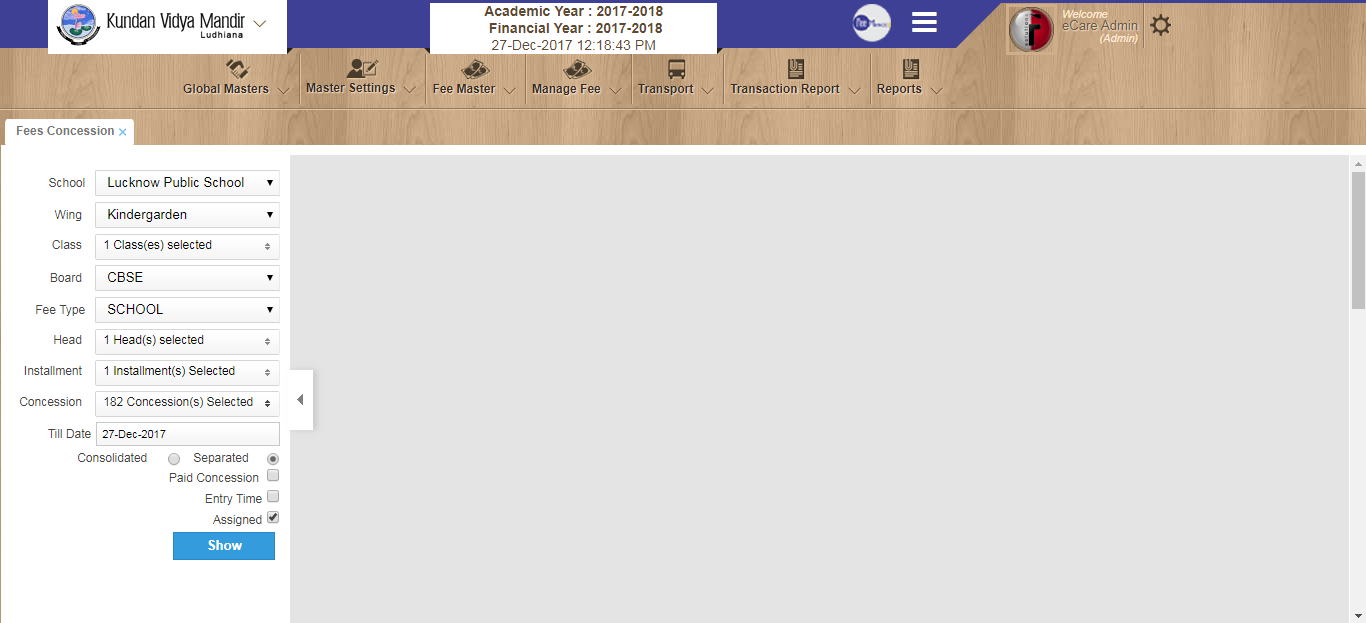 Kundan Vidya Mandir
Ludhiana
Academic Year : 2017-2018
Financial Year : 2017-2018
27-Dec-2017 12:18:43 PM
Welcome
eCare Admin
(Admin)
Global Masters
Master Settings
Fee Master
Manage Fee
Transport
Transaction Report
Reports
Fees Concession ×
School Lucknow Public School
Wing Kindergarden
Class 1 Class(es) selected
Board CBSE
Fee Type SCHOOL
Head 1 Head(s) selected
Installment 1 Installment(s) Selected
Concession 182 Concession(s) Selected
Till Date 27-Dec-2017
Consolidated Separated
Paid Concession
Entry Time
Assigned
Show